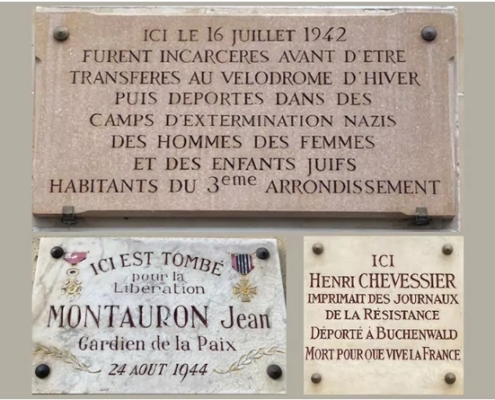 ICI LE 16 JUILLET 1942
FURENT INCARCERES AVANT D'ETRE
TRANSFERES AU VELODROME D'HIVER
PUIS DEPORTES DANS DES
CAMPS D'EXTERMINATION NAZIS
DES HOMMES DES FEMMES
ET DES ENFANTS JUIFS
HABITANTS DU 3eme ARRONDISSEMENT
ICI EST TOMBÉ
pour la
Libération
MONTAURON Jean
Gardien de la Paix
24 AOUT 1944
ICI
HENRI CHEVESSIER
IMPRIMAIT DES JOURNAUX
DE LA RÉSISTANCE
DÉPORTÉ À BUCHENWALD
MORT POUR QUE VIVE LA FRANCE